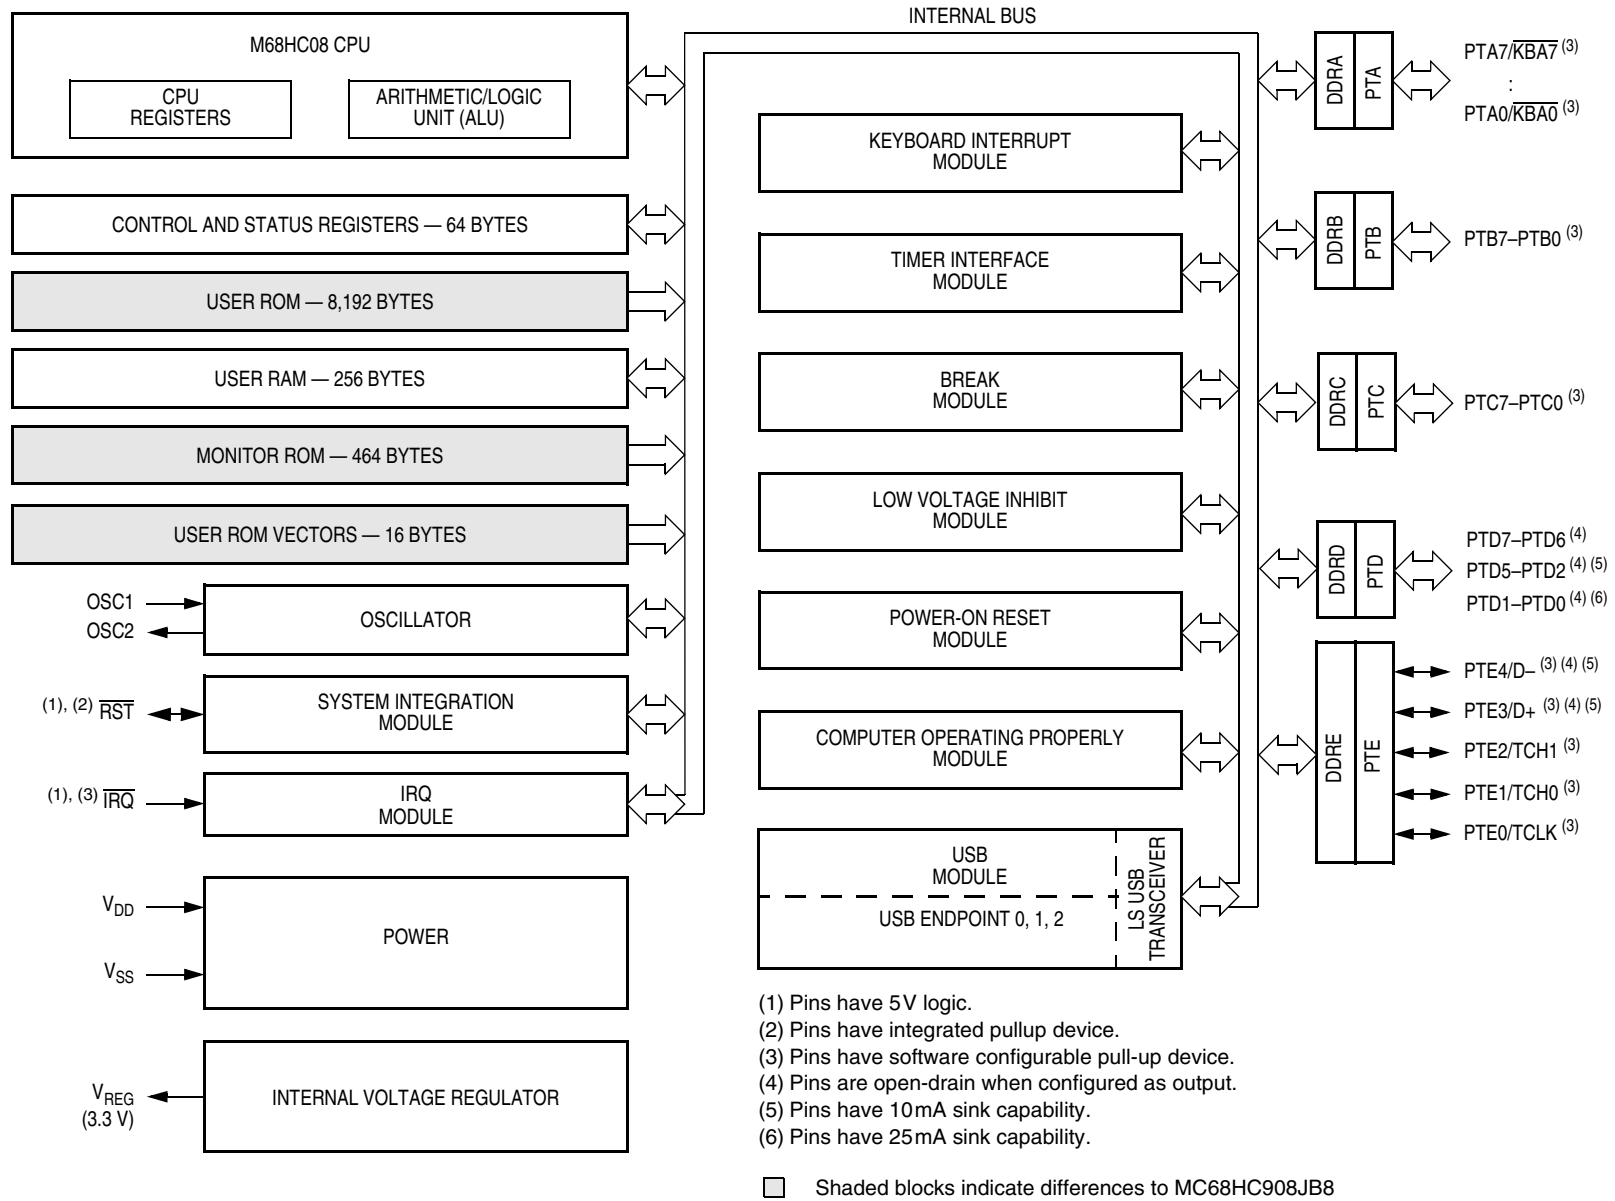 INTERNAL BUS
M68HC08 CPU
CPU
REGISTERS
ARITHMETIC/LOGIC
UNIT (ALU)
CONTROL AND STATUS REGISTERS — 64 BYTES
USER ROM — 8,192 BYTES
USER RAM — 256 BYTES
MONITOR ROM — 464 BYTES
USER ROM VECTORS — 16 BYTES
OSC1
OSC2
OSCILLATOR
(1), (2) RST
SYSTEM INTEGRATION
MODULE
(1), (3) IRQ
IRQ
MODULE
VDD
VSS
POWER
VREG
(3.3 V)
INTERNAL VOLTAGE REGULATOR
KEYBOARD INTERRUPT
MODULE
TIMER INTERFACE
MODULE
BREAK
MODULE
LOW VOLTAGE INHIBIT
MODULE
POWER-ON RESET
MODULE
COMPUTER OPERATING PROPERLY
MODULE
USB
MODULE
USB ENDPOINT 0, 1, 2
LS USB
TRANSCEIVER
DDRA
PTA
PTA7/KBA7 (3)
:
PTA0/KBA0 (3)
DDRB
PTB
PTB7–PTB0 (3)
DDRC
PTC
PTC7–PTC0 (3)
DDRD
PTD
PTD7–PTD6 (4)
PTD5–PTD2 (4) (5)
PTD1–PTD0 (4) (6)
DDRE
PTE
PTE4/D– (3) (4) (5)
PTE3/D+ (3) (4) (5)
PTE2/TCH1 (3)
PTE1/TCH0 (3)
PTE0/TCLK (3)
(1) Pins have 5V logic.
(2) Pins have integrated pullup device.
(3) Pins have software configurable pull-up device.
(4) Pins are open-drain when configured as output.
(5) Pins have 10mA sink capability.
(6) Pins have 25mA sink capability.
Shaded blocks indicate differences to MC68HC908JB8